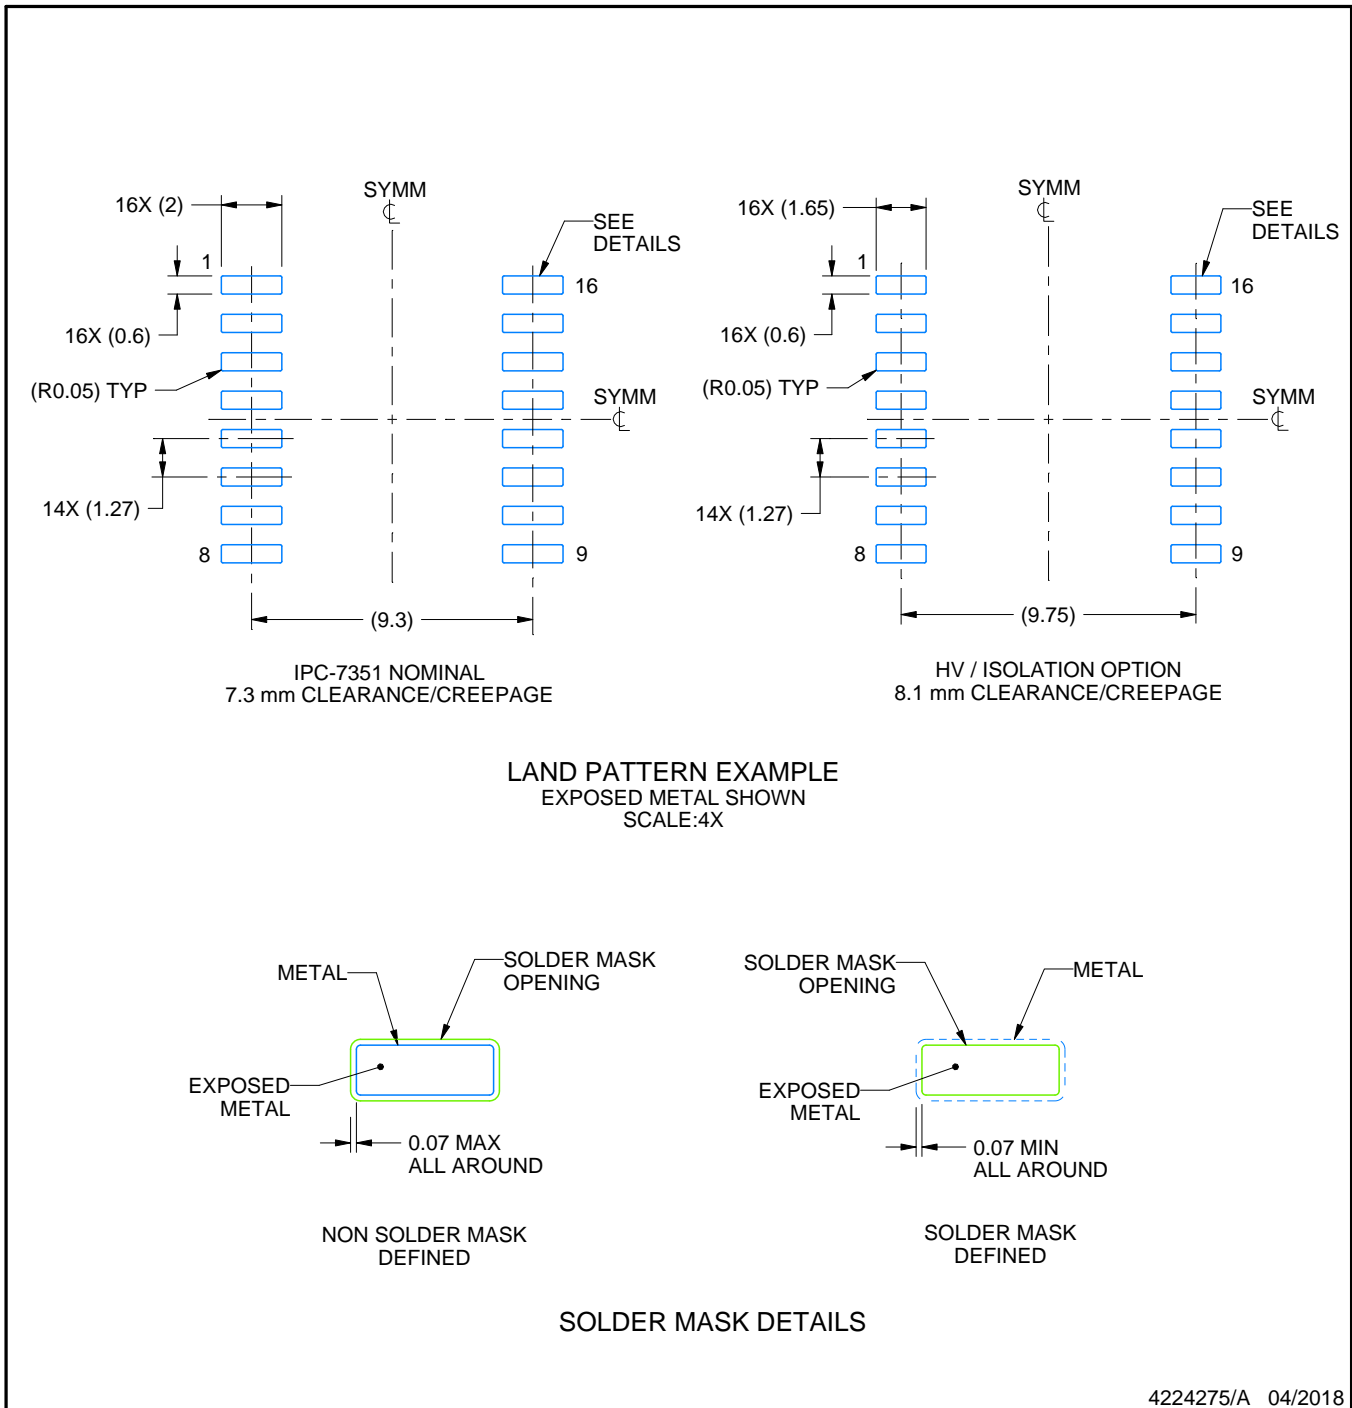 16X (2)
SYMM
SEE
DETAILS
1
16
16X (0.6)
(R0.05) TYP
SYMM
14X (1.27)
8
9
(9.3)
IPC-7351 NOMINAL
7.3 mm CLEARANCE/CREEPAGE
16X (1.65)
SYMM
SEE
DETAILS
1
16
16X (0.6)
(R0.05) TYP
SYMM
14X (1.27)
8
9
(9.75)
HV / ISOLATION OPTION
8.1 mm CLEARANCE/CREEPAGE
LAND PATTERN EXAMPLE
EXPOSED METAL SHOWN
SCALE:4X
METAL
SOLDER MASK
OPENING
EXPOSED
METAL
0.07 MAX
ALL AROUND
NON SOLDER MASK
DEFINED
SOLDER MASK
OPENING
METAL
EXPOSED
METAL
0.07 MIN
ALL AROUND
SOLDER MASK
DEFINED
SOLDER MASK DETAILS
4224275/A 04/2018